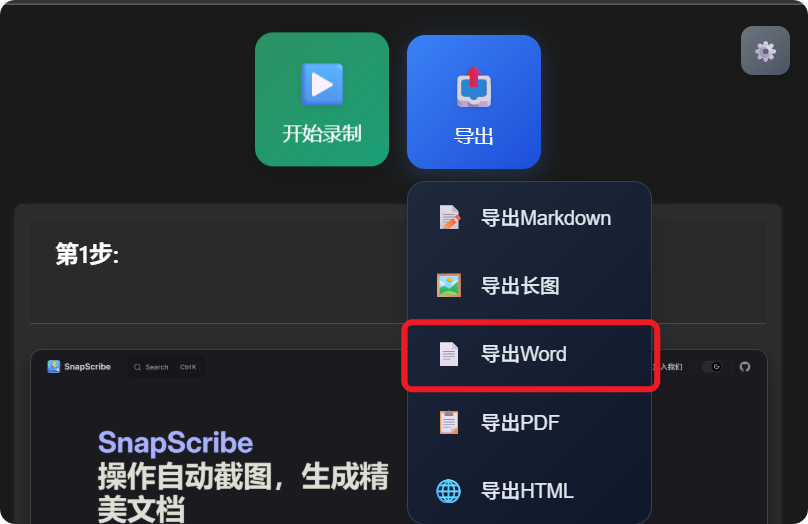 开始录制
导出
导出Markdown
第1步:
导出长图
导出Word
SnapScribe
Search
Ctrl K
入我们
导出PDF
SnapScribe
操作自动截图，生成精
美文档
导出HTML